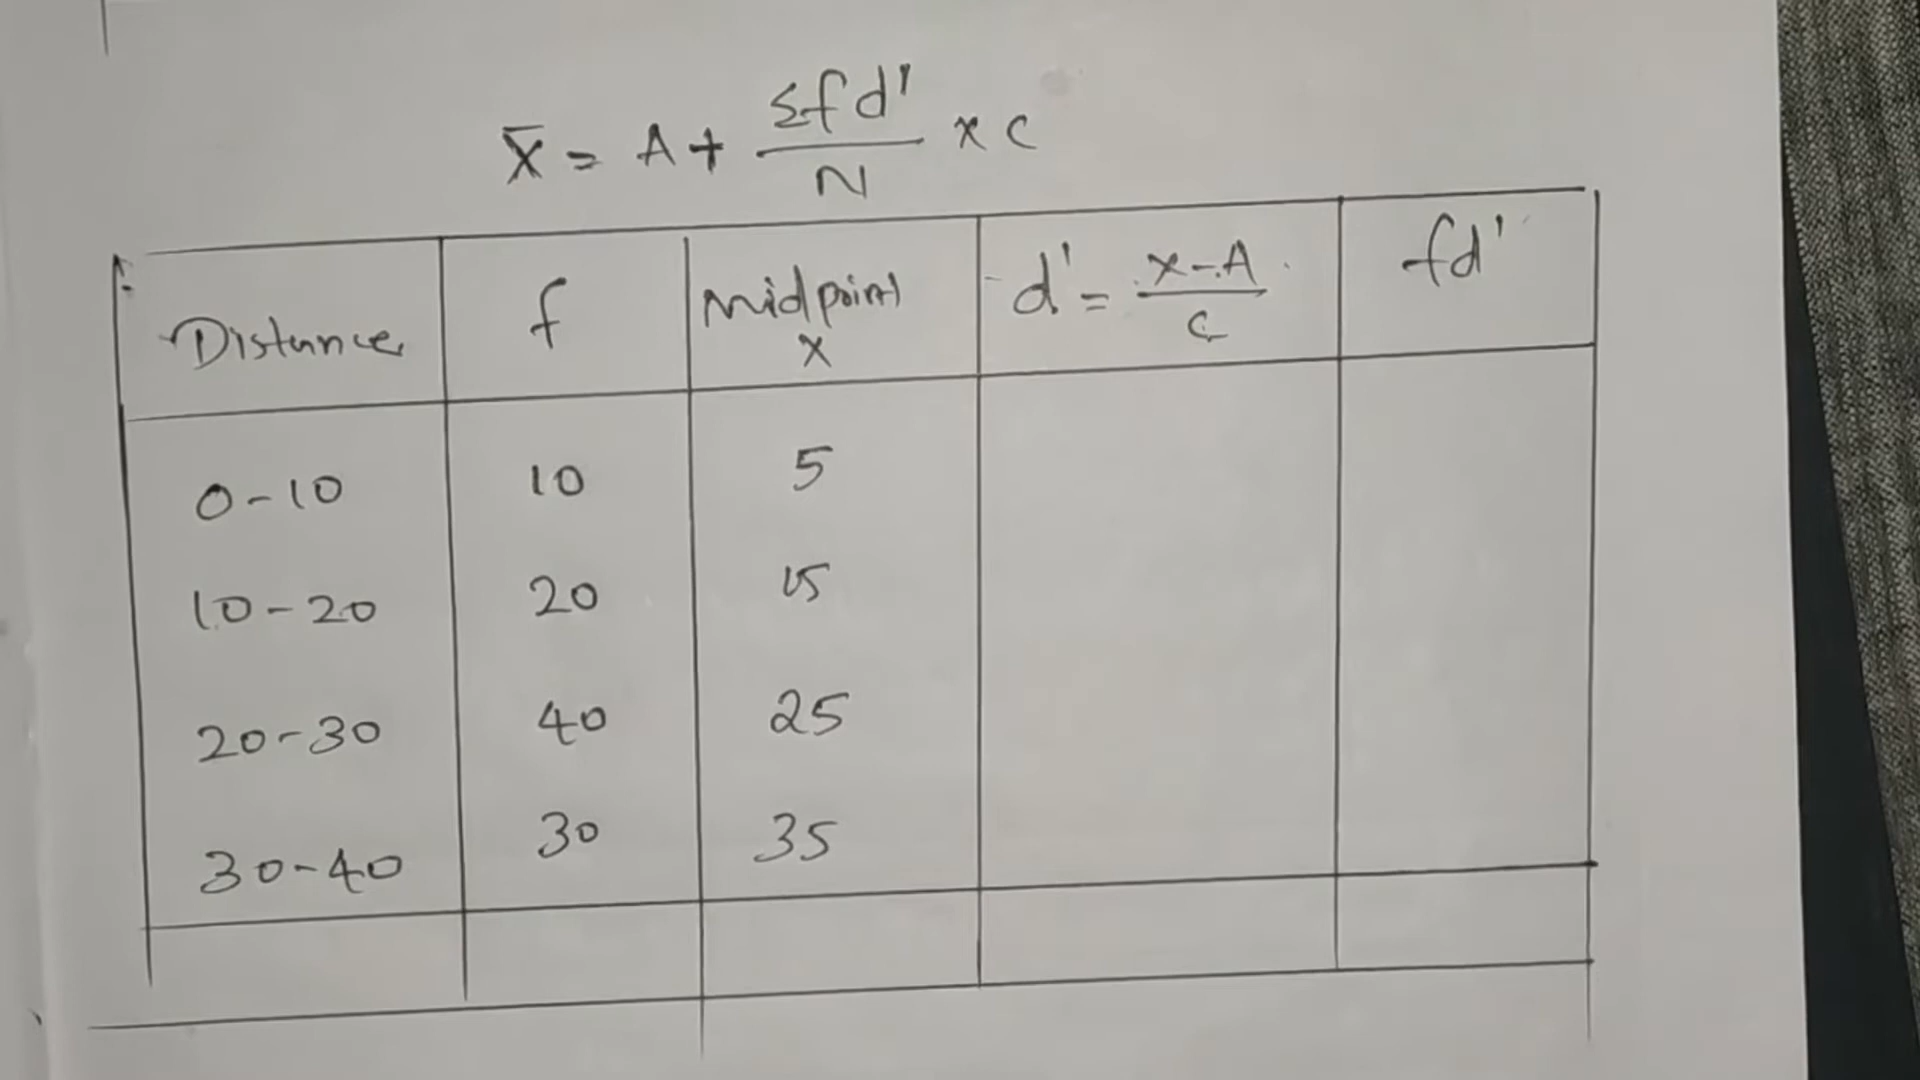 X̄ = A + Σfd' / N × C
Distance f midpoint x d' = x-A / c fd'
0-10 10 5
10-20 20 15
20-30 40 25
30-40 30 35